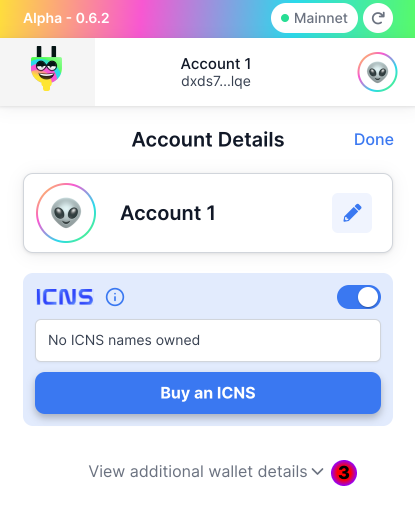 Alpha - 0.6.2
Mainnet
Account 1
dxds7...lqe
Account Details
Done
Account 1
ICNS
No ICNS names owned
Buy an ICNS
View additional wallet details
3